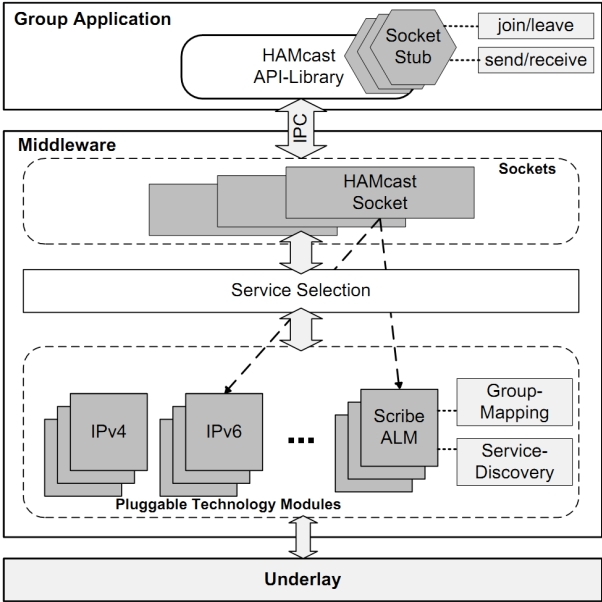 Group Application
HAMcast
API-Library
Socket
Stub
join/leave
send/receive
IPC
Middleware
Sockets
HAMcast
Socket
Service Selection
IPv4
IPv6
...
Scribe
ALM
Group-
Mapping
Service-
Discovery
Pluggable Technology Modules
Underlay